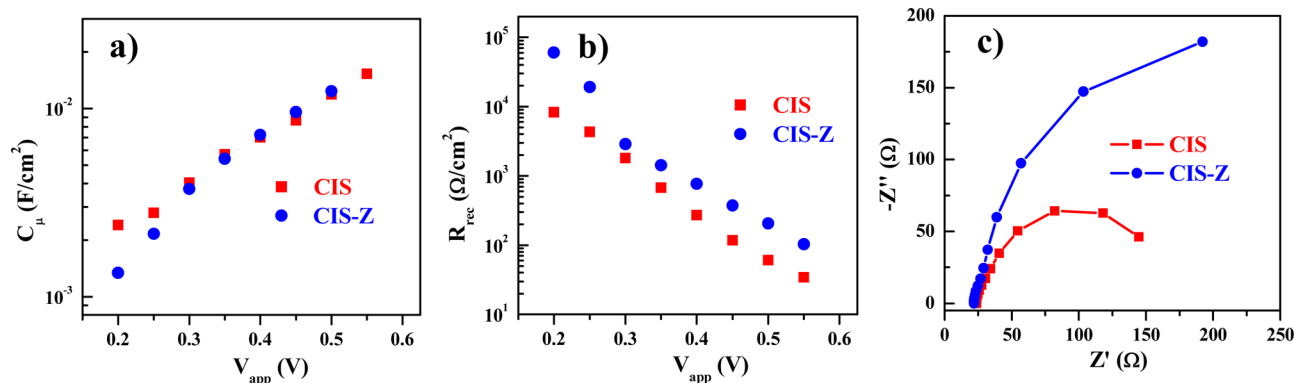 a)
C_μ (F/cm²)
10⁻²
10⁻³
CIS
CIS-Z
0.2 0.3 0.4 0.5 0.6
V_app (V)
b)
R_rec (Ω/cm²)
10⁵
10⁴
10³
10²
10¹
CIS
CIS-Z
0.2 0.3 0.4 0.5 0.6
V_app (V)
c)
-Z'' (Ω)
200
150
100
50
0
CIS
CIS-Z
0 50 100 150 200 250
Z' (Ω)